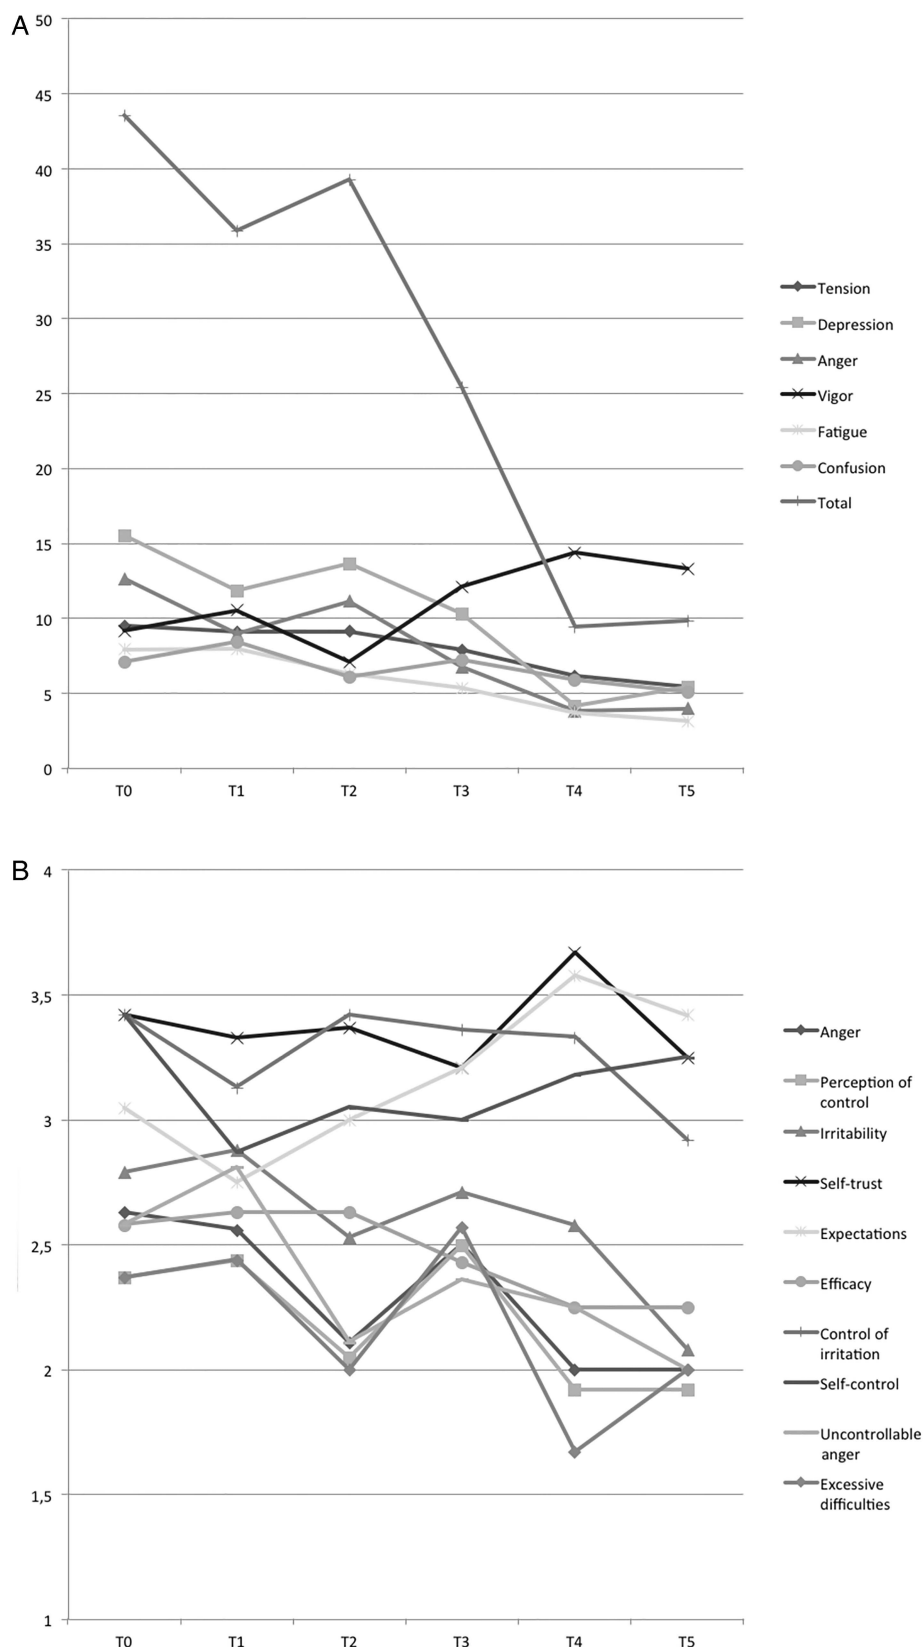 A
50
45
40
35
30
25
20
15
10
5
0
T0 T1 T2 T3 T4 T5
Tension
Depression
Anger
Vigor
Fatigue
Confusion
Total
B
4
3,5
3
2,5
2
1,5
1
T0 T1 T2 T3 T4 T5
Anger
Perception of
control
Irritability
Self-trust
Expectations
Efficacy
Control of
irritation
Self-control
Uncontrollable
anger
Excessive
difficulties